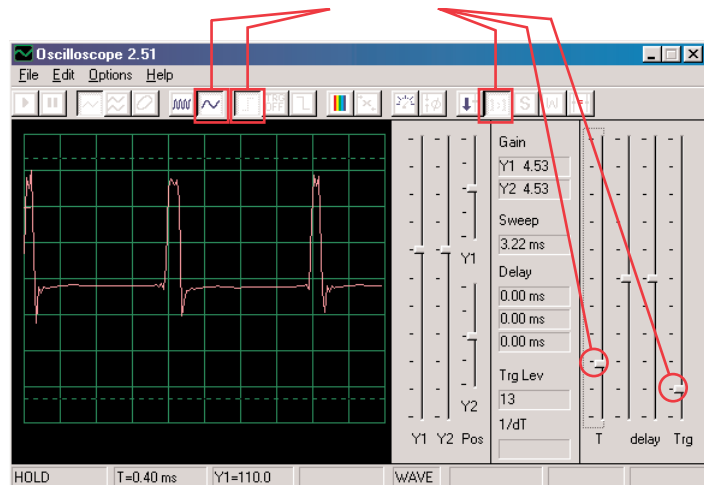 Oscilloscope 2.51
File Edit Options Help
TRG OFF
S W
Gain
Y1 4.53
Y2 4.53
Sweep
3.22 ms
Delay
0.00 ms
0.00 ms
0.00 ms
Trg Lev
13
1/dT
Y1
Y2
Y1 Y2 Pos
T delay Trg
HOLD T=0.40 ms Y1=110.0 WAVE